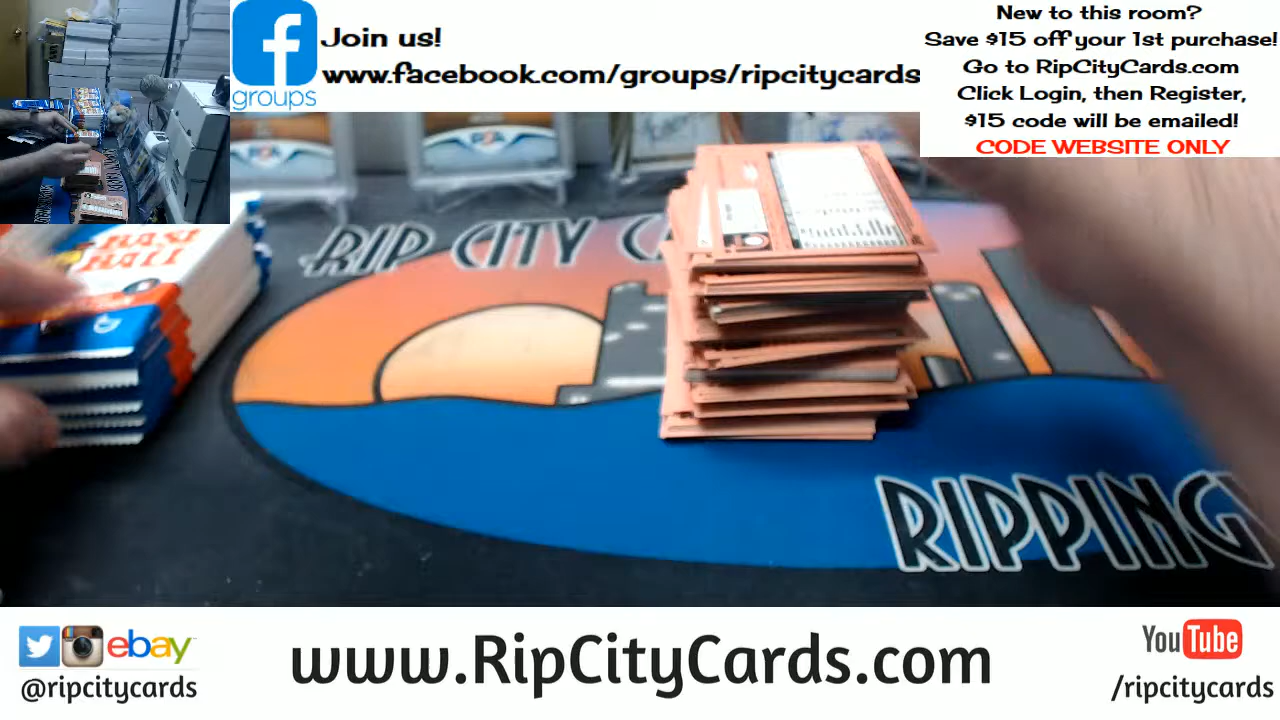 Join us!
www.facebook.com/groups/ripcitycards
groups
New to this room?
Save $15 off your 1st purchase!
Go to RipCityCards.com
Click Login, then Register,
$15 code will be emailed!
CODE WEBSITE ONLY
BASE
BALL
RIP CITY C
RIPPING
ebay
@ripcitycards
www.RipCityCards.com
YouTube
/ripcitycards